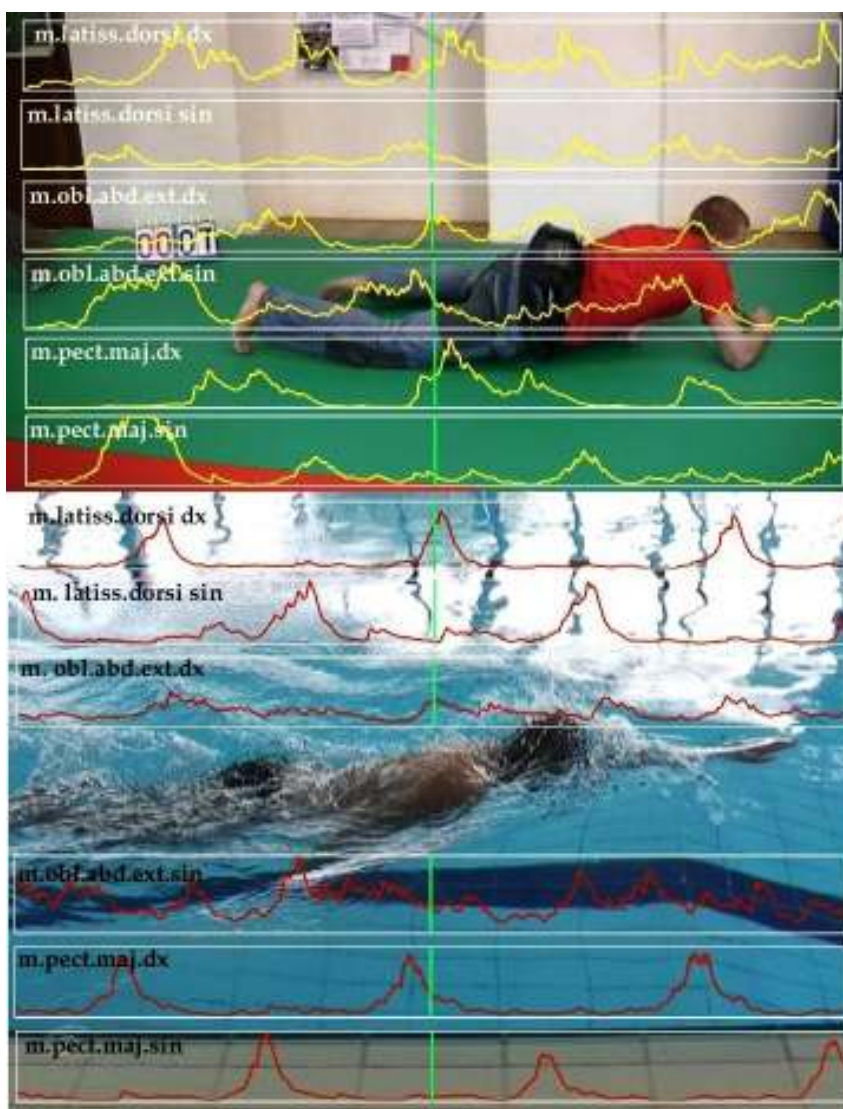 m.latiss.dorsi.dx
m.latiss.dorsi sin
m.obl.abd.ext.dx
00:07
m.obl.abd.ext.sin
m.pect.maj.dx
m.pect.maj.sin
m.latiss.dorsi dx
m. latiss.dorsi sin
m. obl.abd.ext.dx
m.obl.abd.ext.sin
m.pect.maj.dx
m.pect.maj.sin